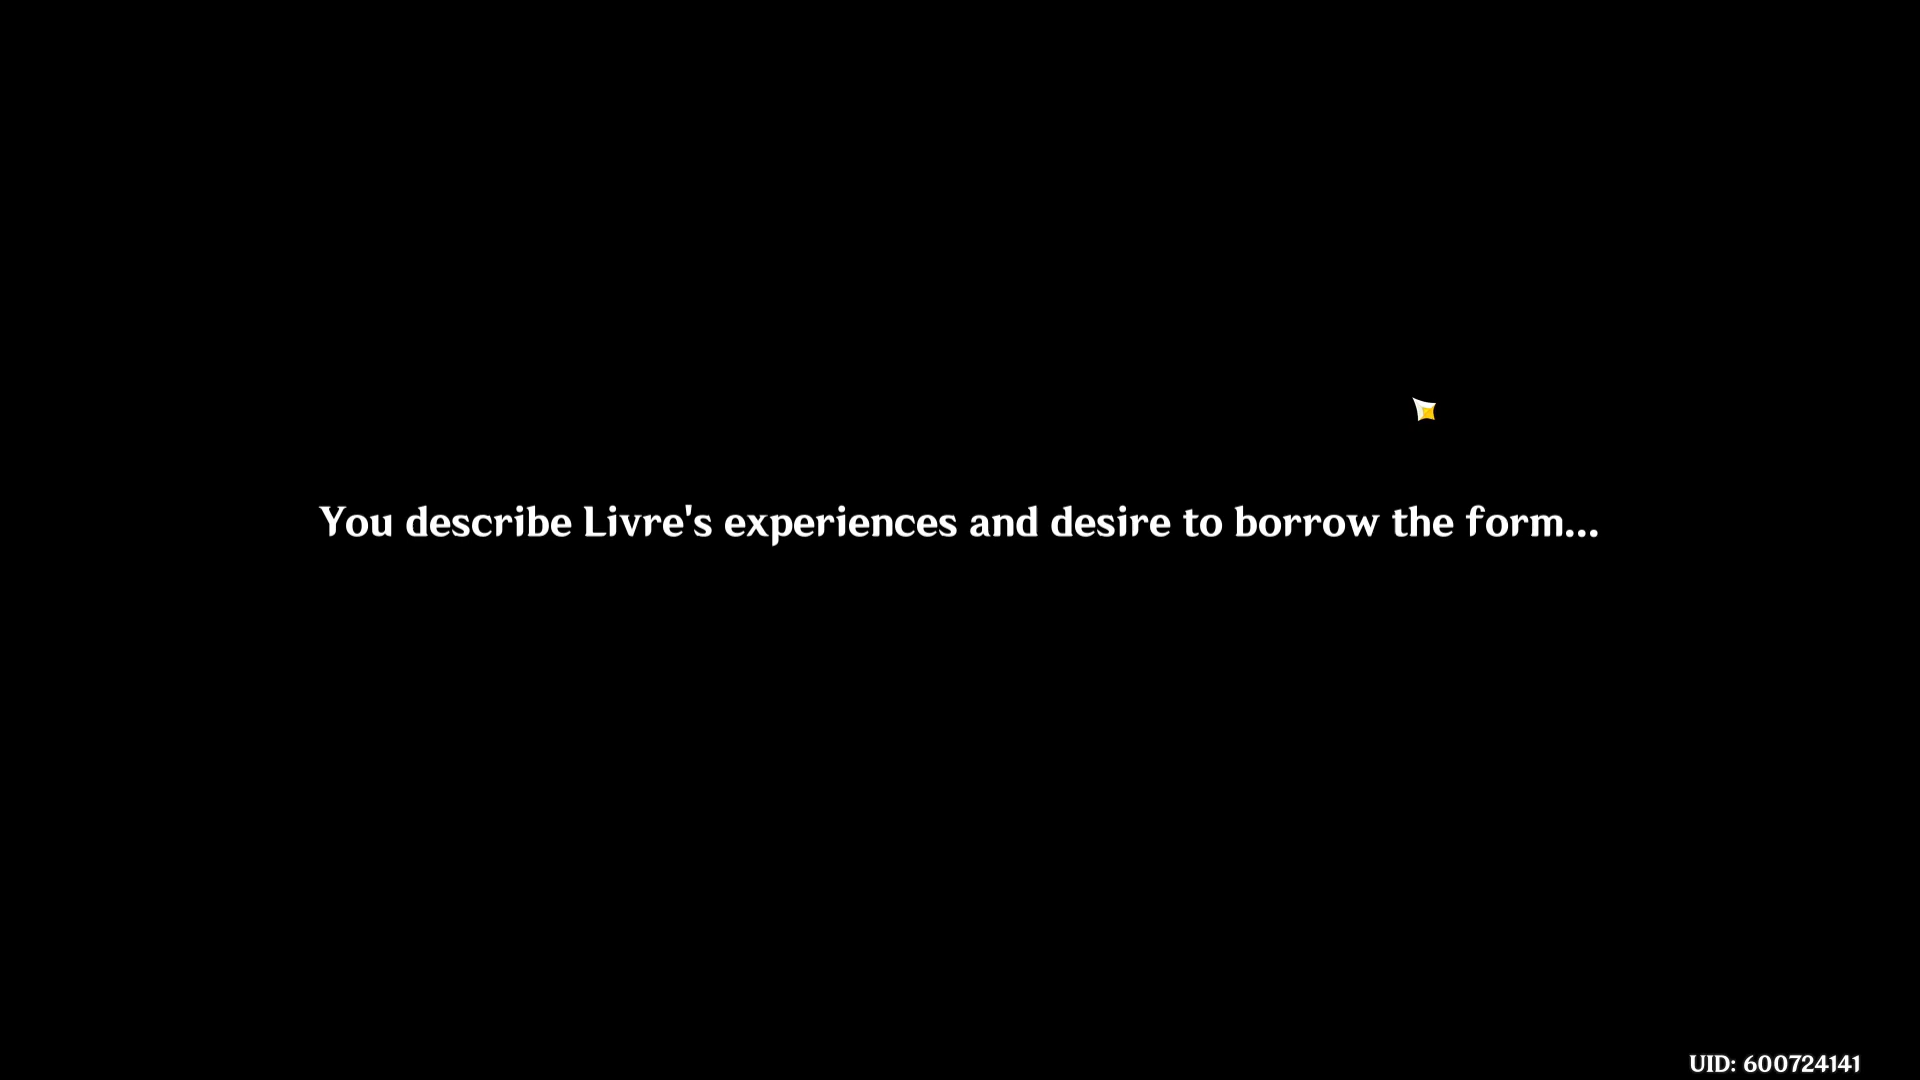 You describe Livre's experiences and desire to borrow the form...
UID: 600724141